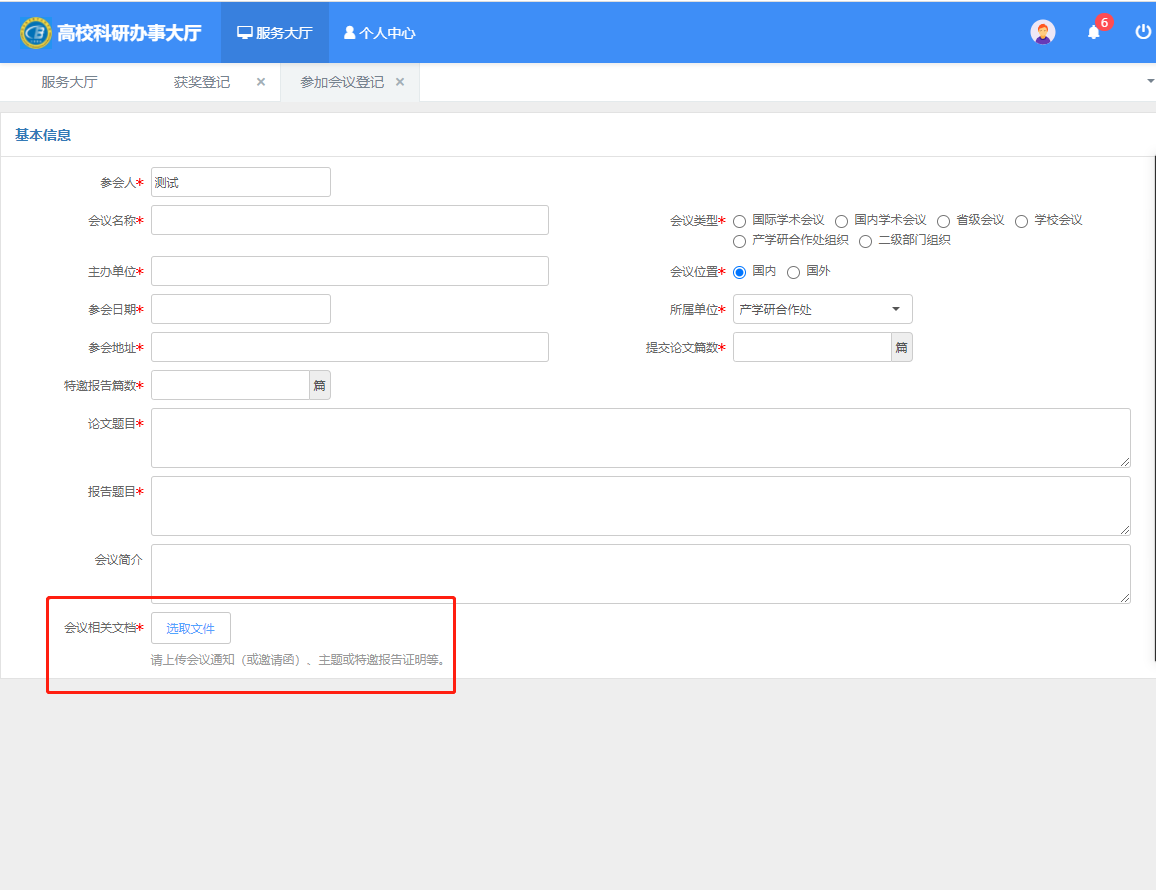 高校科研办事大厅 服务大厅 个人中心 6
服务大厅 获奖登记 × 参加会议登记 ×
基本信息
参会人* 测试
会议名称* 会议类型* 国际学术会议 国内学术会议 省级会议 学校会议
产学研合作处组织 二级部门组织
主办单位* 会议位置* 国内 国外
参会日期* 所属单位* 产学研合作处
参会地址* 提交论文篇数* 篇
特邀报告篇数* 篇
论文题目*
报告题目*
会议简介
会议相关文档* 选取文件
请上传会议通知（或邀请函）、主题或特邀报告证明等。